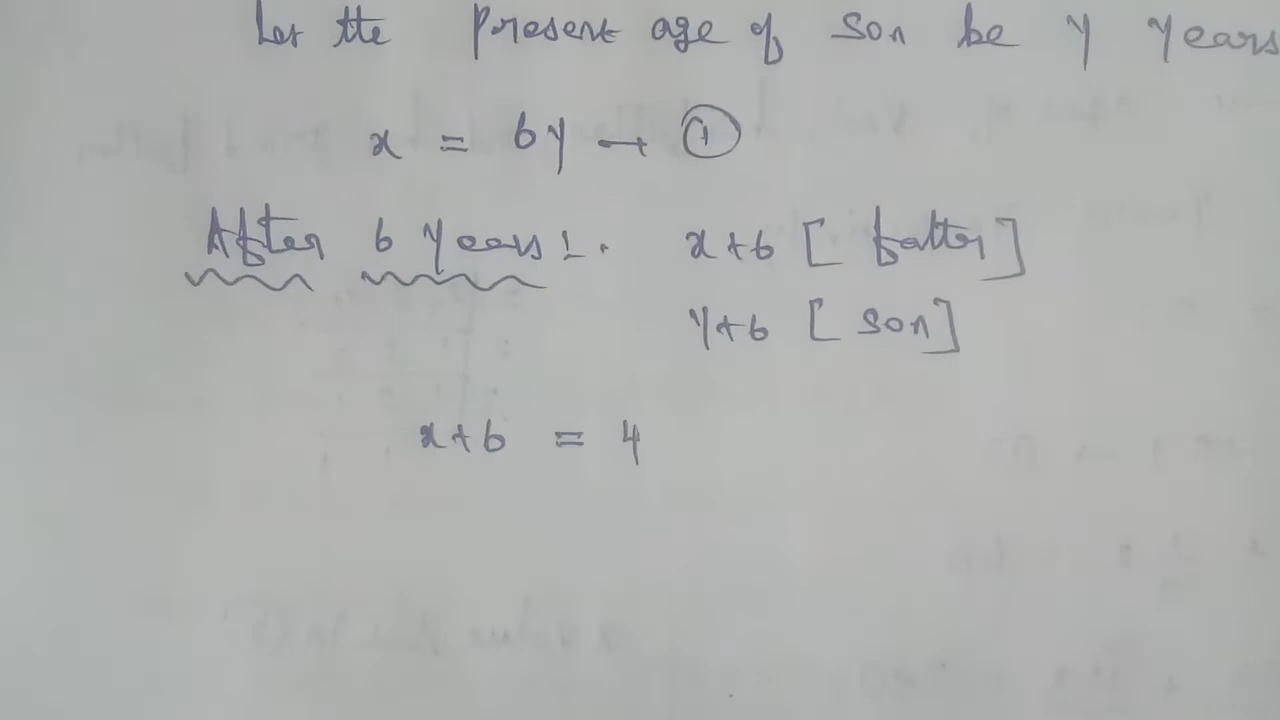 Let the present age of son be y years
x = 6y → ①
After 6 years :. x+6 [ father ]
y+6 [ son ]
x+6 = 4